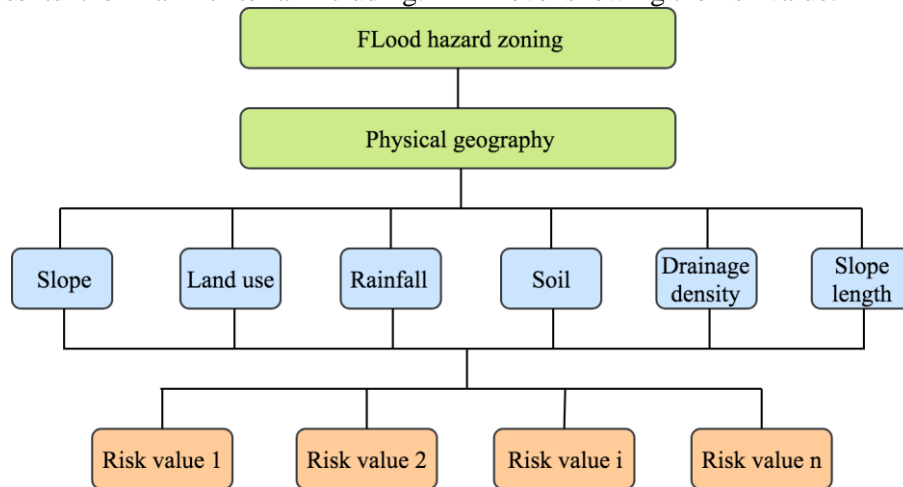 FLood hazard zoning
Physical geography
Slope
Land use
Rainfall
Soil
Drainage
density
Slope
length
Risk value 1
Risk value 2
Risk value i
Risk value n